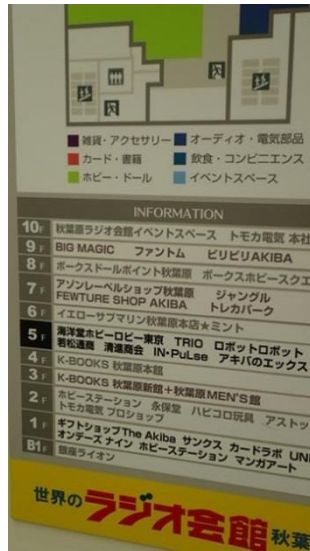 雑貨・アクセサリー オーディオ・電気部品
カード・書籍 飲食・コンビニエンス
ホビー・ドール イベントスペース
INFORMATION
10F 秋葉原ラジオ会館イベントスペース トモカ電気 本社
9F BIG MAGIC ファントム ビリビリAKIBA
8F ボークスドールポイント秋葉原 ボークスホビースクエ
7F アゾンレーベルショップ秋葉原 ジャングル
FEWTURE SHOP AKIBA トレカパーク
6F イエローサブマリン秋葉原本店★ミント
5F 海洋堂ホビーロビー東京 TRIO ロボットロボット
若松通商 清進商会 IN・PuLse アキバのエックス
4F K-BOOKS 秋葉原本館
3F K-BOOKS 秋葉原新館＋秋葉原MEN'S館
2F ホビーステーション 永保堂 ハビコロ玩具 アストッ
トモカ電気 プロショップ
1F ギフトショップThe Akiba サンクス カードラボ UNI
オンデーズ ナイン ホビーステーション マンガアート
B1F 銀座ライオン
世界のラジオ会館 秋葉